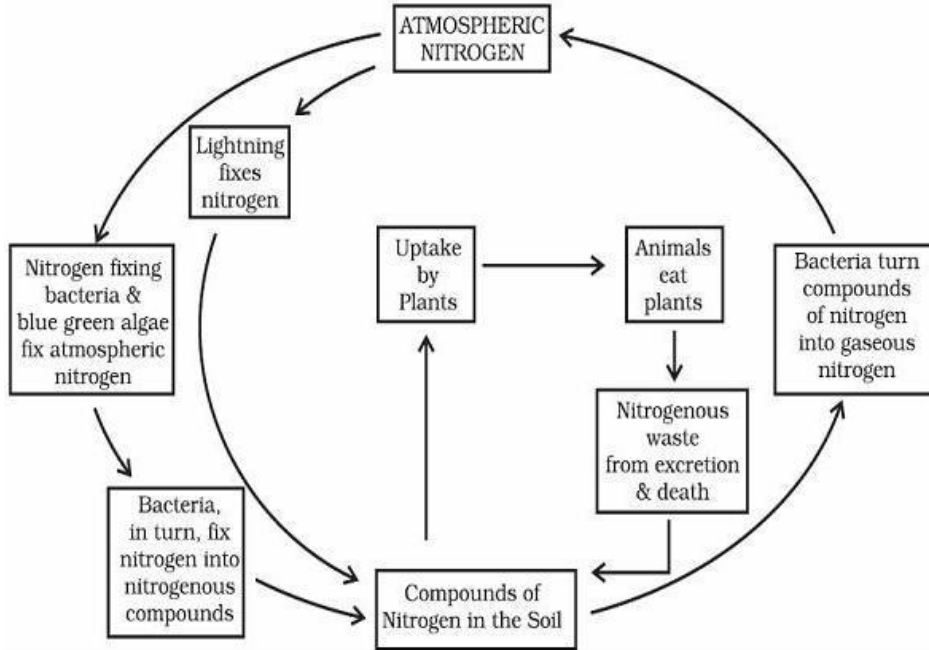 ATMOSPHERIC
NITROGEN
Lightning
fixes
nitrogen
Nitrogen fixing
bacteria &
blue green algae
fix atmospheric
nitrogen
Bacteria,
in turn, fix
nitrogen into
nitrogenous
compounds
Uptake
by
Plants
Animals
eat
plants
Nitrogenous
waste
from excretion
& death
Compounds of
Nitrogen in the Soil
Bacteria turn
compounds
of nitrogen
into gaseous
nitrogen